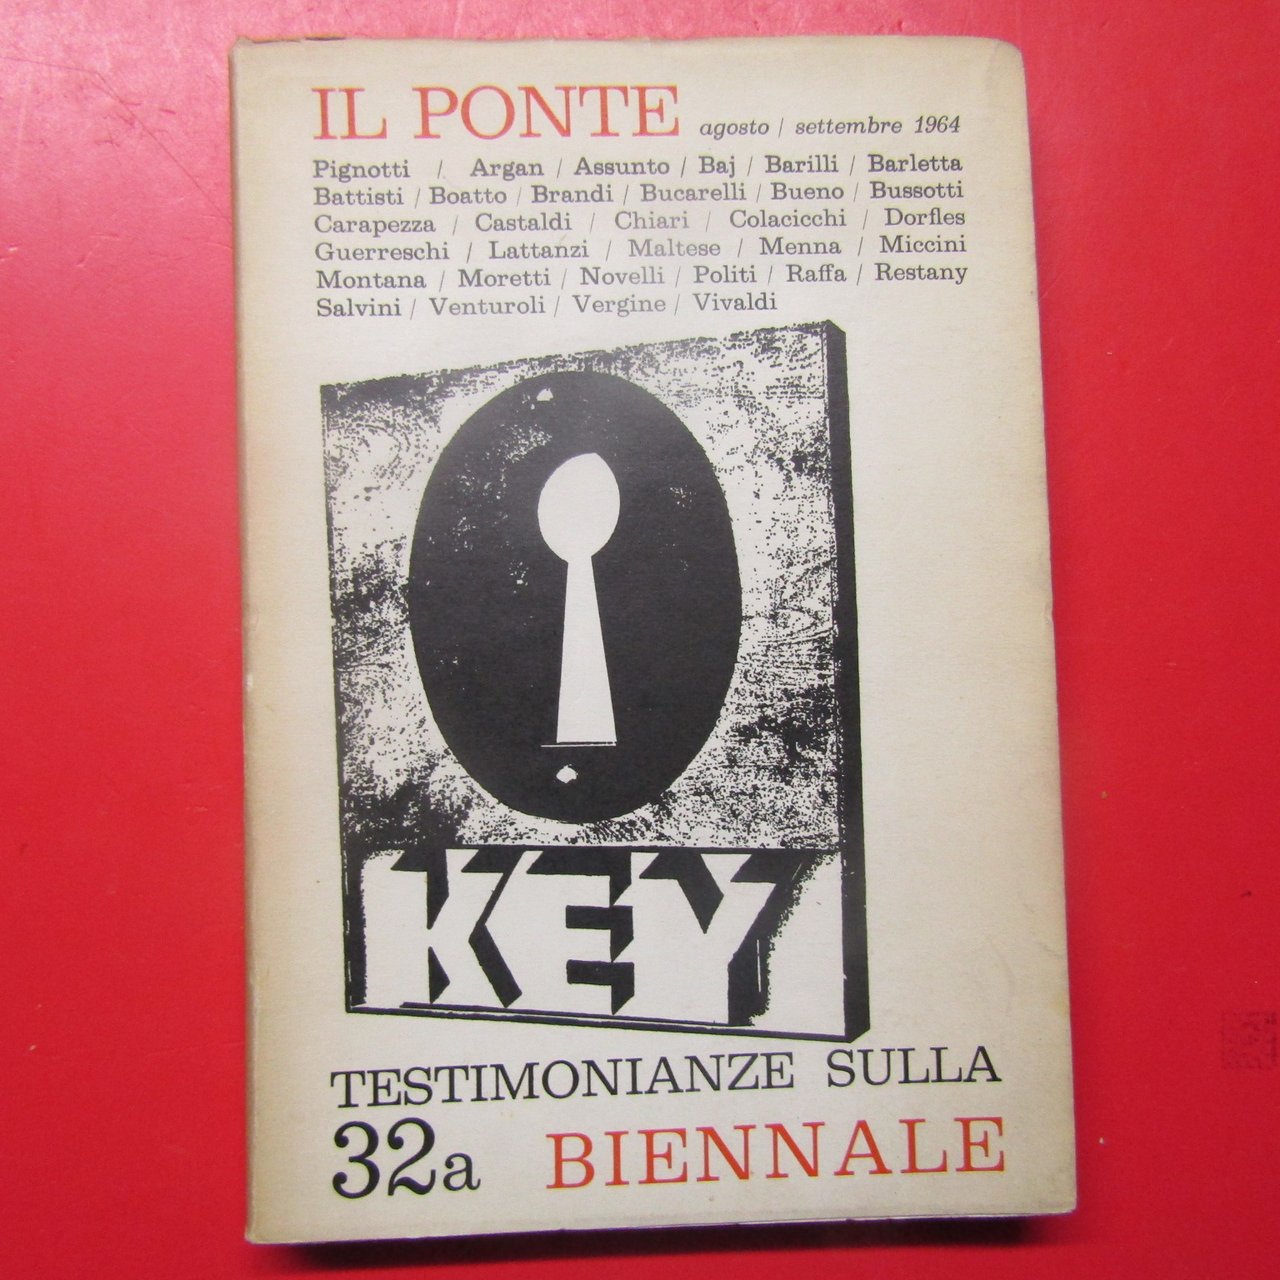 IL PONTE agosto / settembre 1964
Pignotti / Argan / Assunto / Baj / Barilli / Barletta
Battisti / Boatto / Brandi / Bucarelli / Bueno / Bussotti
Carapezza / Castaldi / Chiari / Colacicchi / Dorfles
Guerreschi / Lattanzi / Maltese / Menna / Miccini
Montana / Moretti / Novelli / Politi / Raffa / Restany
Salvini / Venturoli / Vergine / Vivaldi
KEY
TESTIMONIANZE SULLA
32a BIENNALE